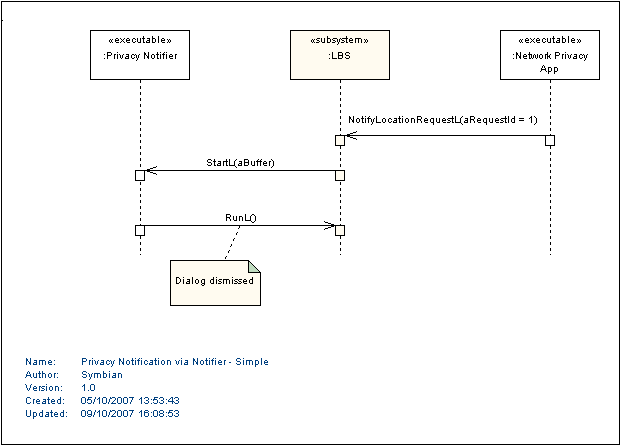 «executable»
:Privacy Notifier
«subsystem»
:LBS
«executable»
:Network Privacy
App
NotifyLocationRequestL(aRequestId = 1)
StartL(aBuffer)
RunL()
Dialog dismissed
Name: Privacy Notification via Notifier - Simple
Author: Symbian
Version: 1.0
Created: 05/10/2007 13:53:43
Updated: 09/10/2007 16:08:53